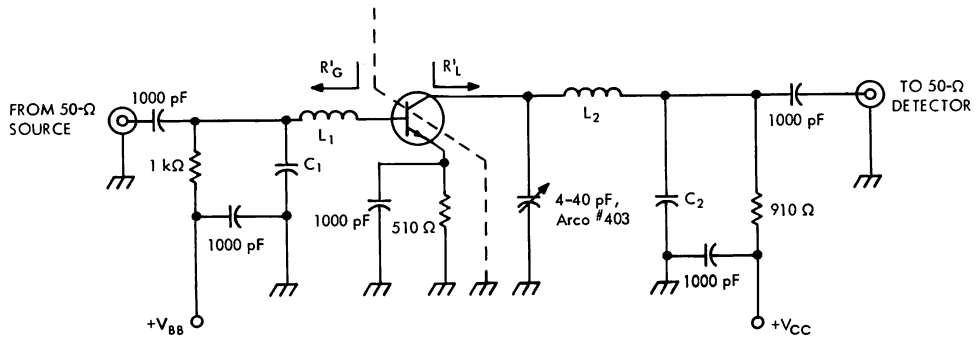 R'G
R'L
FROM 50-Ω
SOURCE
1000 pF
L1
L2
1000 pF
TO 50-Ω
DETECTOR
1 kΩ
C1
1000 pF
1000 pF
510 Ω
4-40 pF,
Arco #403
C2
910 Ω
1000 pF
+VBB
+VCC